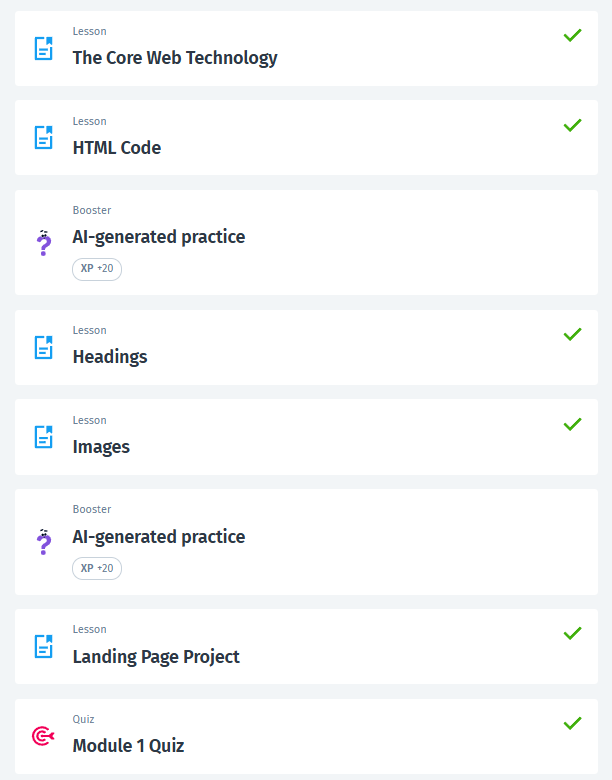 Lesson
The Core Web Technology
Lesson
HTML Code
Booster
AI-generated practice
XP +20
Lesson
Headings
Lesson
Images
Booster
AI-generated practice
XP +20
Lesson
Landing Page Project
Quiz
Module 1 Quiz